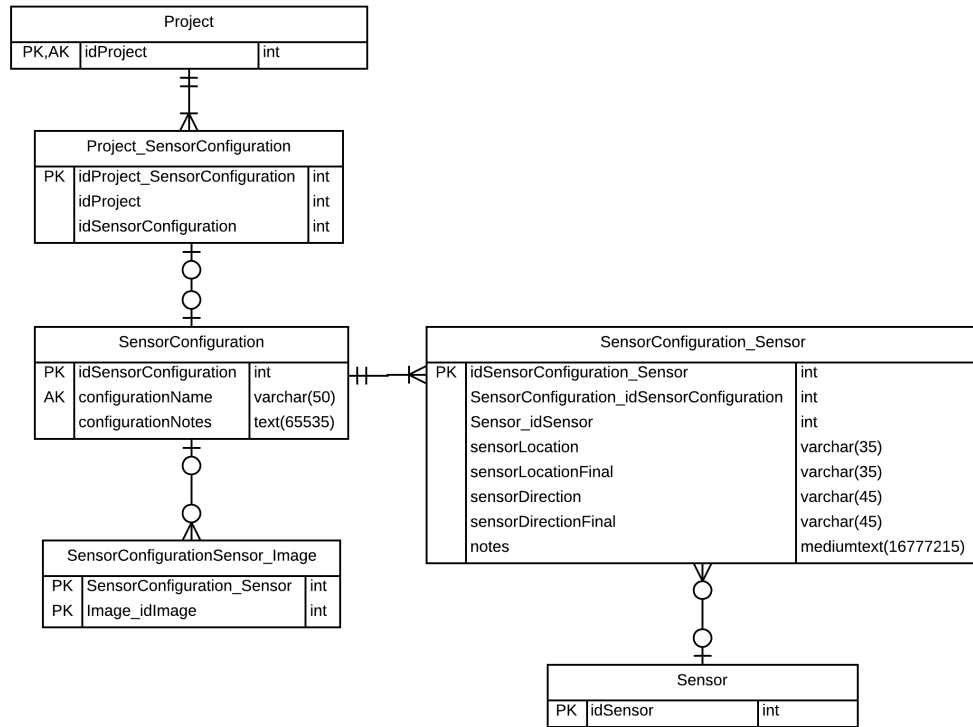 Project
PK,AK idProject int
Project_SensorConfiguration
PK idProject_SensorConfiguration int
idProject int
idSensorConfiguration int
SensorConfiguration
PK idSensorConfiguration int
AK configurationName varchar(50)
configurationNotes text(65535)
SensorConfiguration_Sensor
PK idSensorConfiguration_Sensor int
SensorConfiguration_idSensorConfiguration int
Sensor_idSensor int
sensorLocation varchar(35)
sensorLocationFinal varchar(35)
sensorDirection varchar(45)
sensorDirectionFinal varchar(45)
notes mediumtext(16777215)
SensorConfigurationSensor_Image
PK SensorConfiguration_Sensor int
PK Image_idImage int
Sensor
PK idSensor int